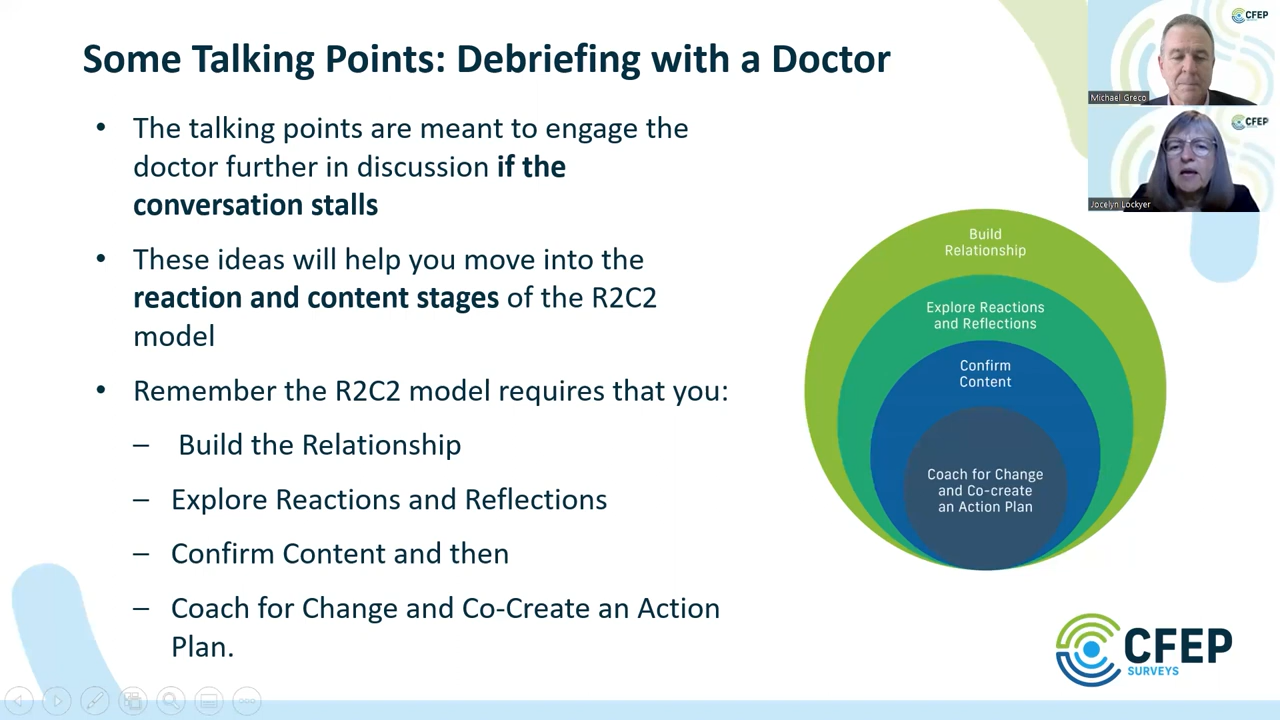 Some Talking Points: Debriefing with a Doctor
• The talking points are meant to engage the
doctor further in discussion if the
conversation stalls
• These ideas will help you move into the
reaction and content stages of the R2C2
model
• Remember the R2C2 model requires that you:
– Build the Relationship
– Explore Reactions and Reflections
– Confirm Content and then
– Coach for Change and Co-Create an Action
Plan.
Build
Relationship
Explore Reactions
and Reflections
Confirm
Content
Coach for Change
and Co-create
an Action Plan
CFEP
Michael Greco
CFEP
Jocelyn Lockyer
CFEP
SURVEYS